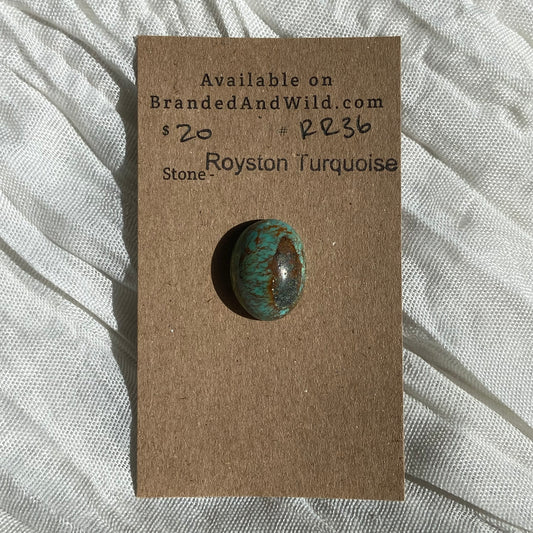 Available on
BrandedAndWild.com
$ 20 # RR36
Stone- Royston Turquoise